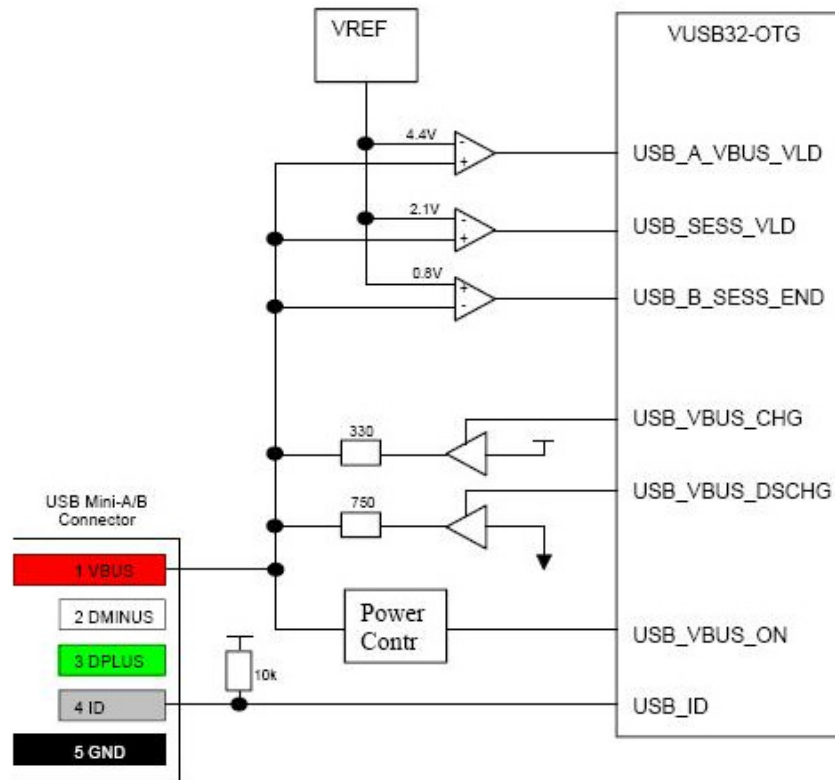 VREF
VUSB32-OTG
4.4V
USB_A_VBUS_VLD
2.1V
USB_SESS_VLD
0.8V
USB_B_SESS_END
- +
- +
+ -
USB_VBUS_CHG
330
USB_VBUS_DSCHG
750
USB Mini-A/B
Connector
1 VBUS
2 DMINUS
3 DPLUS
4 ID
5 GND
10k
Power
Contr
USB_VBUS_ON
USB_ID